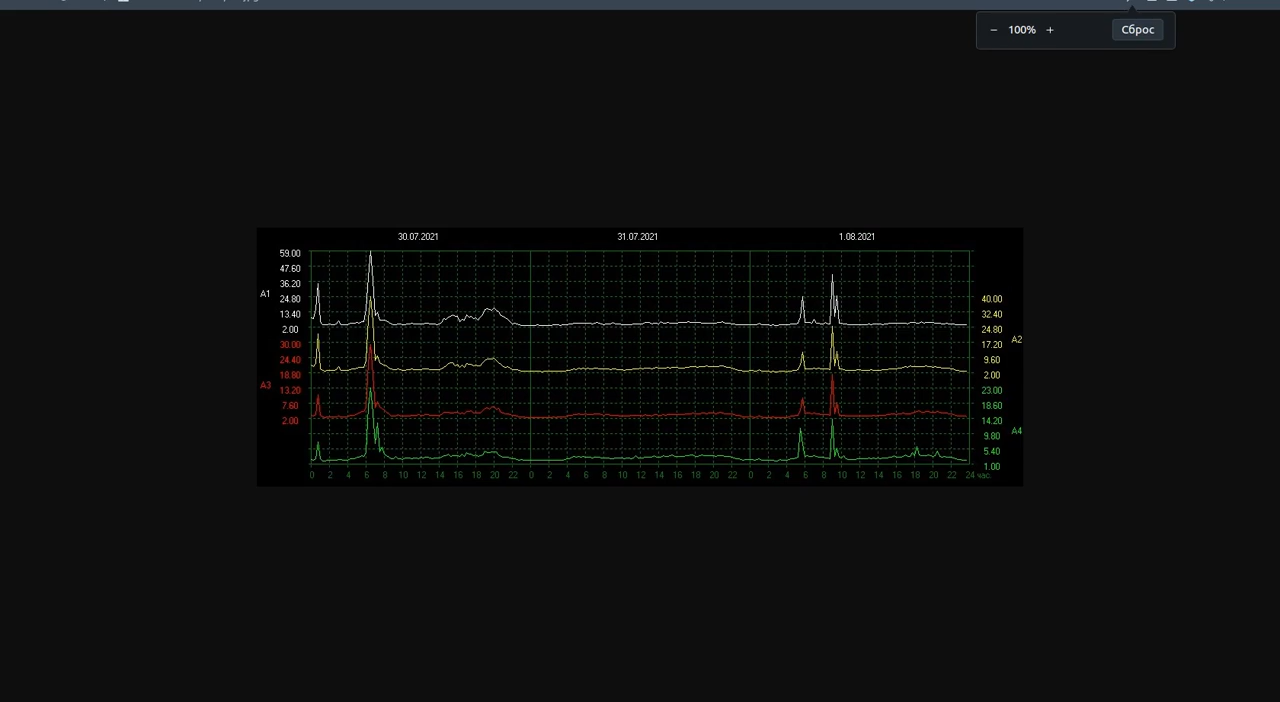 − 100% + Сброс
30.07.2021 31.07.2021 1.08.2021
59.00
47.60
36.20
A1
24.80 40.00
13.40 32.40
2.00 24.80
A2
30.00 17.20
24.40 9.60
18.80 2.00
A3
13.20 23.00
7.60 18.60
2.00 14.20
A4
9.80
5.40
1.00
0 2 4 6 8 10 12 14 16 18 20 22 0 2 4 6 8 10 12 14 16 18 20 22 0 2 4 6 8 10 12 14 16 18 20 22 24 час.